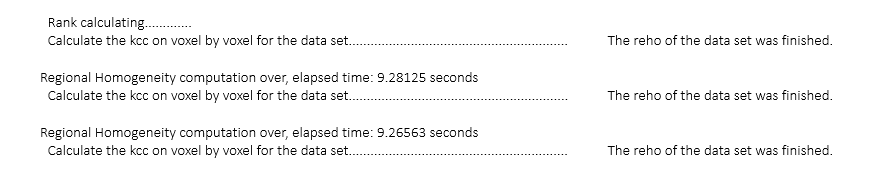 Rank calculating.............
Calculate the kcc on voxel by voxel for the data set............................................................ The reho of the data set was finished.
Regional Homogeneity computation over, elapsed time: 9.28125 seconds
Calculate the kcc on voxel by voxel for the data set............................................................ The reho of the data set was finished.
Regional Homogeneity computation over, elapsed time: 9.26563 seconds
Calculate the kcc on voxel by voxel for the data set............................................................ The reho of the data set was finished.